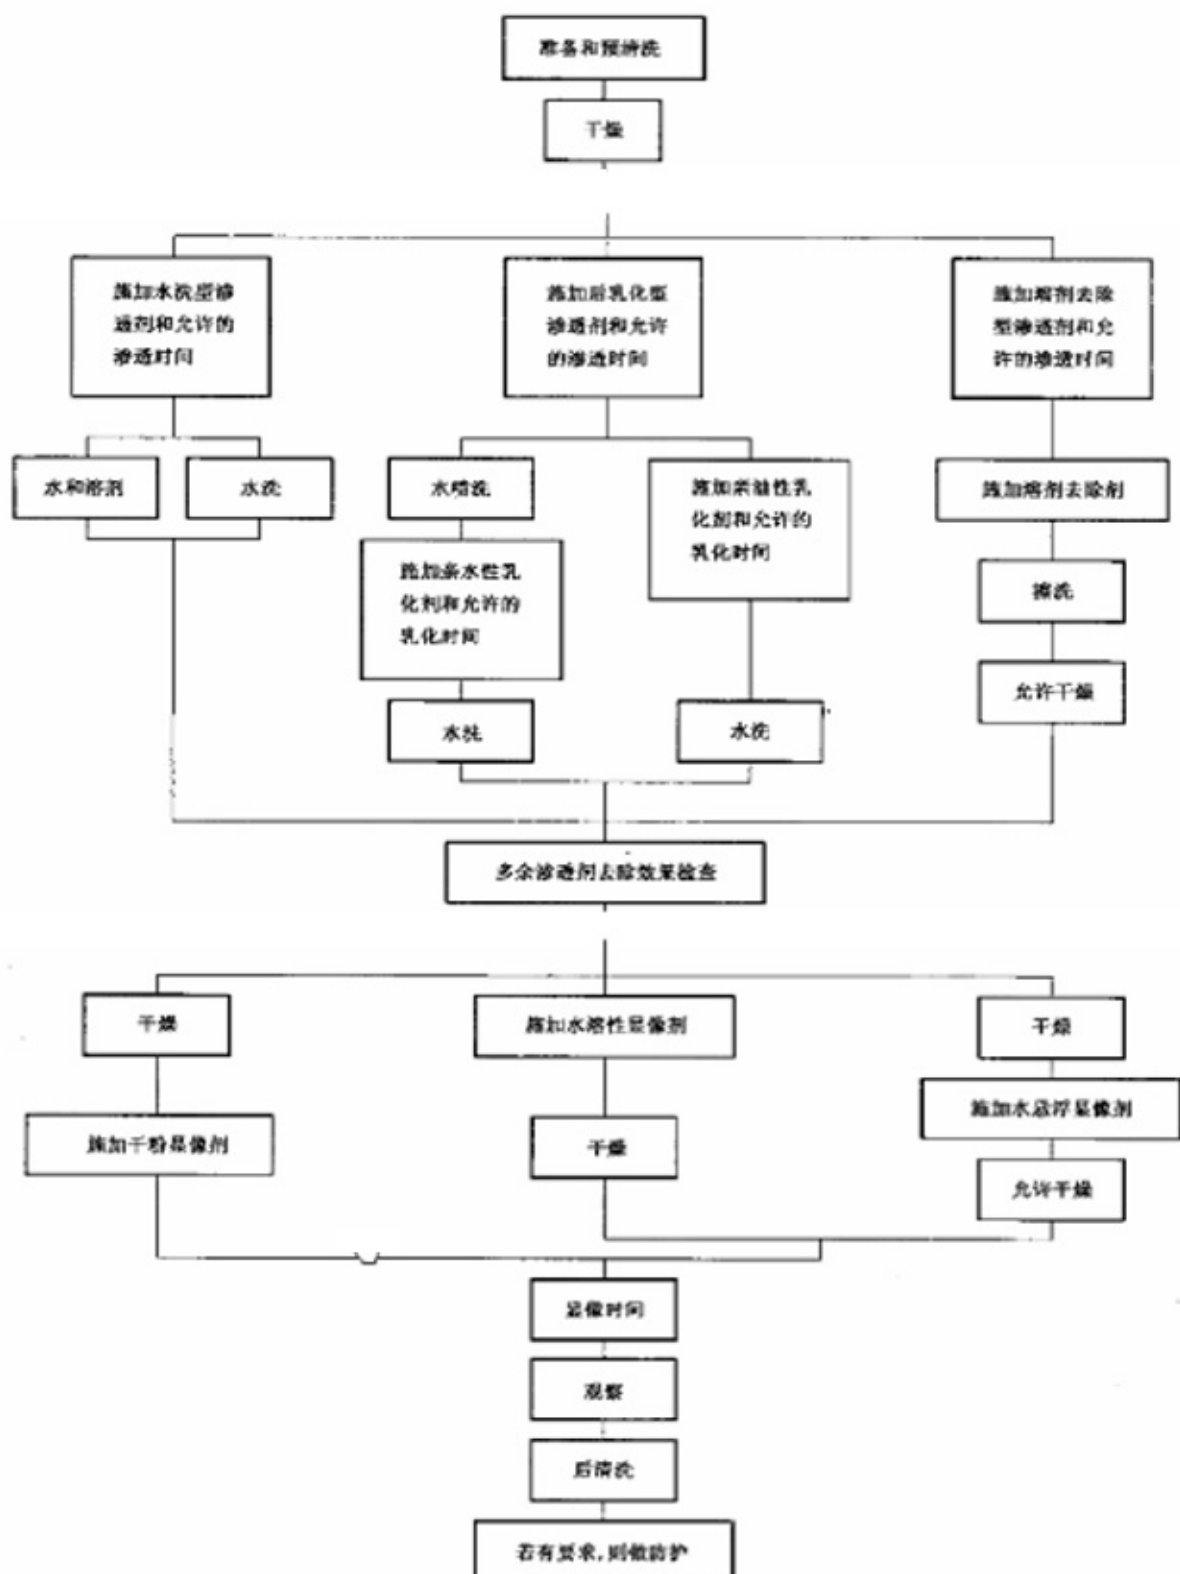 准备和预清洗
干燥
施加水洗型渗
透剂和允许的
渗透时间
施加后乳化型
渗透剂和允许
的渗透时间
施加溶剂去除
型渗透剂和允
许的渗透时间
水和溶剂
水洗
水喷洗
施加亲油性乳
化剂和允许的
乳化时间
施加溶剂去除剂
施加亲水性乳
化剂和允许的
乳化时间
擦洗
允许干燥
水洗
水洗
多余渗透剂去除效果检查
干燥
施加水溶性显像剂
干燥
施加干粉显像剂
干燥
施加水悬浮显像剂
允许干燥
显像时间
观察
后清洗
若有要求,则做防护